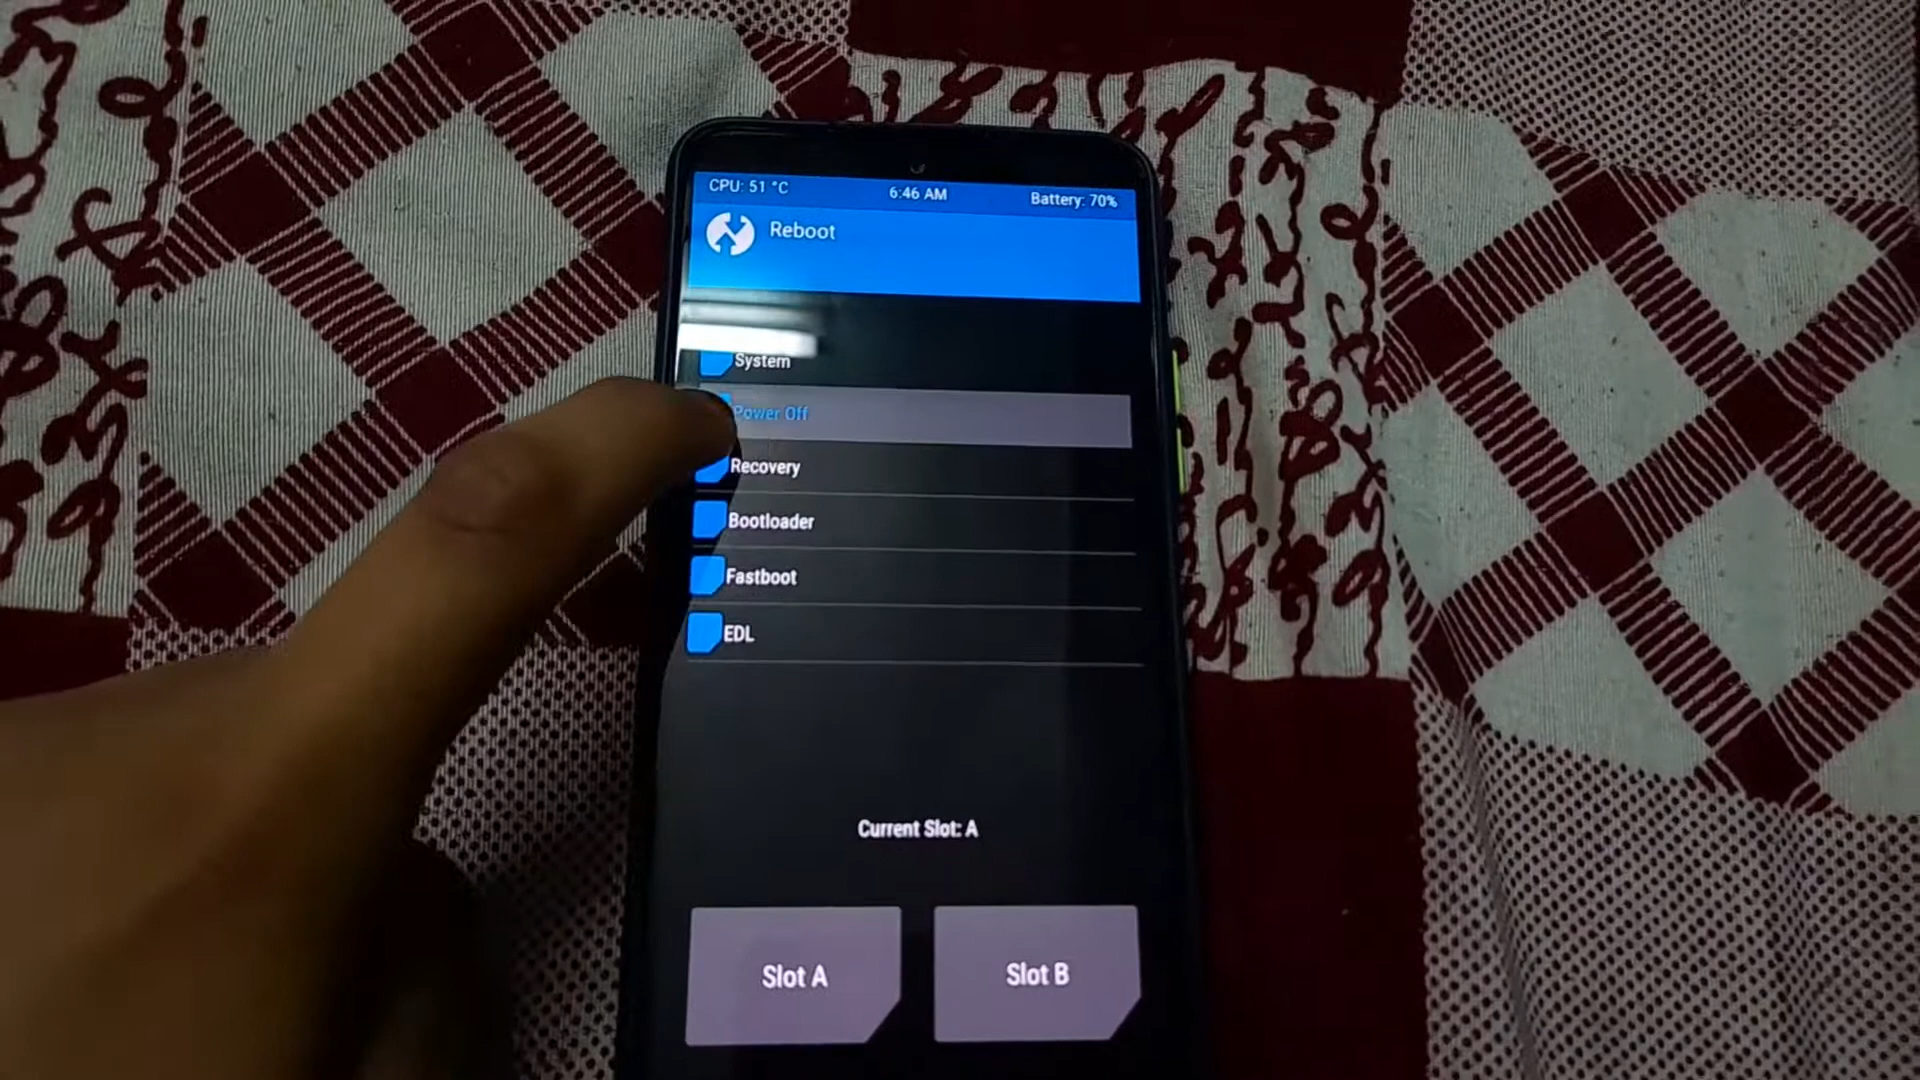 CPU: 51 °C 6:46 AM Battery: 70%
Reboot
System
Power Off
Recovery
Bootloader
Fastboot
EDL
Current Slot: A
Slot A Slot B